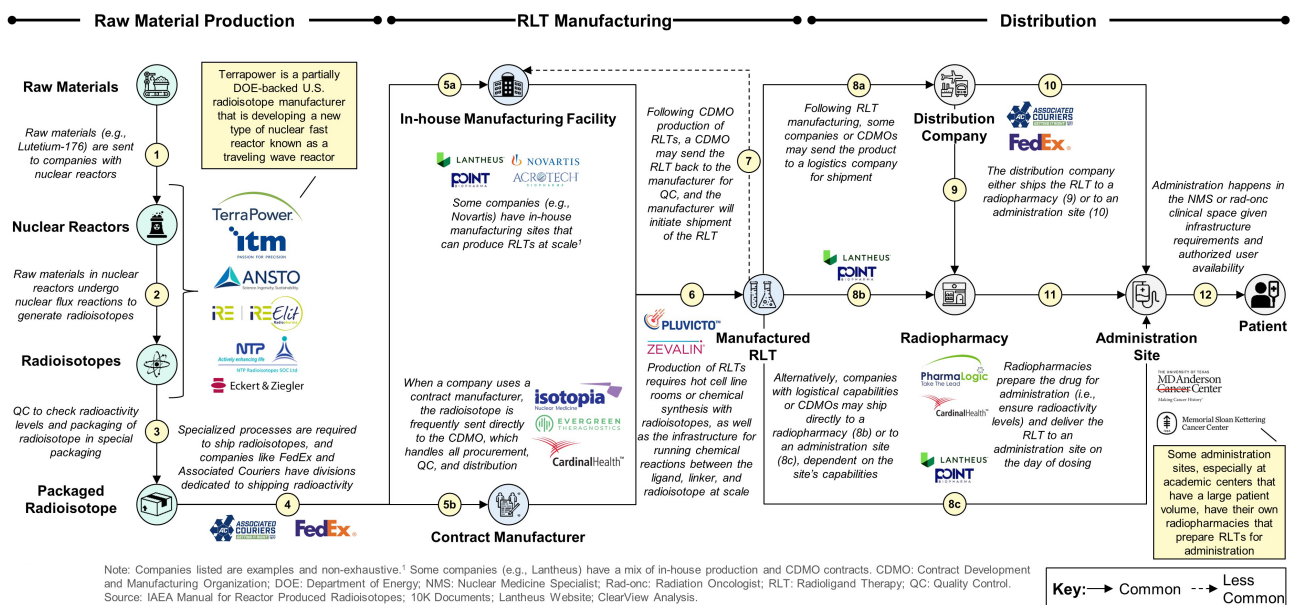 Raw Material Production
RLT Manufacturing
Distribution
Raw Materials
Raw materials (e.g.,
Lutetium-176) are sent
to companies with
nuclear reactors
1
Terrapower is a partially
DOE-backed U.S.
radioisotope manufacturer
that is developing a new
type of nuclear fast
reactor known as a
traveling wave reactor
Nuclear Reactors
Raw materials in nuclear
reactors undergo
nuclear flux reactions to
generate radioisotopes
2
TerraPower
itm
PASSION FOR PRECISION
ANSTO
Science. Ingenuity. Sustainability.
iRE
iRE Elit
Radiopharma
NTP
Actively enhancing life
NTP Radioisotopes SOC Ltd
Eckert & Ziegler
Radioisotopes
QC to check radioactivity
levels and packaging of
radioisotope in special
packaging
3
Packaged
Radioisotope
Specialized processes are required
to ship radioisotopes, and
companies like FedEx and
Associated Couriers have divisions
dedicated to shipping radioactivity
4
ASSOCIATED
COURIERS
FedEx
5a
In-house Manufacturing Facility
LANTHEUS
NOVARTIS
POINT
BIOPHARMA
ACROTECH
BIOPHARMA
Some companies (e.g.,
Novartis) have in-house
manufacturing sites that
can produce RLTs at scale¹
When a company uses a
contract manufacturer,
the radioisotope is
frequently sent directly
to the CDMO, which
handles all procurement,
QC, and distribution
isotopia
Nuclear Medicine
EVERGREEN
THERAGNOSTICS
CardinalHealth™
5b
Contract Manufacturer
Following CDMO
production of
RLTs, a CDMO
may send the
RLT back to the
manufacturer for
QC, and the
manufacturer will
initiate shipment
of the RLT
7
6
PLUVICTO™
ZEVALIN®
Manufactured
RLT
Production of RLTs
requires hot cell line
rooms or chemical
synthesis with
radioisotopes, as well
as the infrastructure for
running chemical
reactions between the
ligand, linker, and
radioisotope at scale
8a
Following RLT
manufacturing, some
companies or CDMOs
may send the product
to a logistics company
for shipment
Distribution
Company
10
ASSOCIATED
COURIERS
FedEx
The distribution company
either ships the RLT to a
radiopharmacy (9) or to an
administration site (10)
9
LANTHEUS
POINT
BIOPHARMA
8b
Radiopharmacy
11
Alternatively, companies
with logistical capabilities
or CDMOs may ship
directly to a
radiopharmacy (8b) or to
an administration site
(8c), dependent on the
site's capabilities
PharmaLogic
Take The Lead
CardinalHealth™
Radiopharmacies
prepare the drug for
administration (i.e.,
ensure radioactivity
levels) and deliver the
RLT to an
administration site on
the day of dosing
LANTHEUS
POINT
BIOPHARMA
8c
Administration happens in
the NMS or rad-onc
clinical space given
infrastructure
requirements and
authorized user
availability
12
Administration
Site
Patient
THE UNIVERSITY OF TEXAS
MD Anderson
Cancer Center
Making Cancer History®
Memorial Sloan Kettering
Cancer Center
Some administration
sites, especially at
academic centers that
have a large patient
volume, have their own
radiopharmacies that
prepare RLTs for
administration
Note: Companies listed are examples and non-exhaustive.¹ Some companies (e.g., Lantheus) have a mix of in-house production and CDMO contracts. CDMO: Contract Development
and Manufacturing Organization; DOE: Department of Energy; NMS: Nuclear Medicine Specialist; Rad-onc: Radiation Oncologist; RLT: Radioligand Therapy; QC: Quality Control.
Source: IAEA Manual for Reactor Produced Radioisotopes; 10K Documents; Lantheus Website; ClearView Analysis.
Key: Common Less
Common